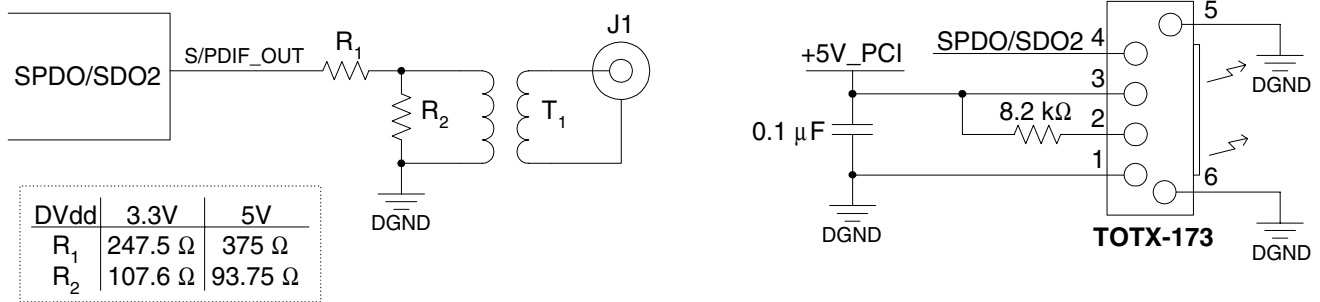 J1
R1
S/PDIF_OUT
SPDO/SDO2
R2
T1
DGND
DVdd 3.3V 5V
R1 247.5 Ω 375 Ω
R2 107.6 Ω 93.75 Ω
5
SPDO/SDO2 4
+5V_PCI
DGND
3
8.2 kΩ
2
0.1 μF
1
6
DGND
TOTX-173
DGND